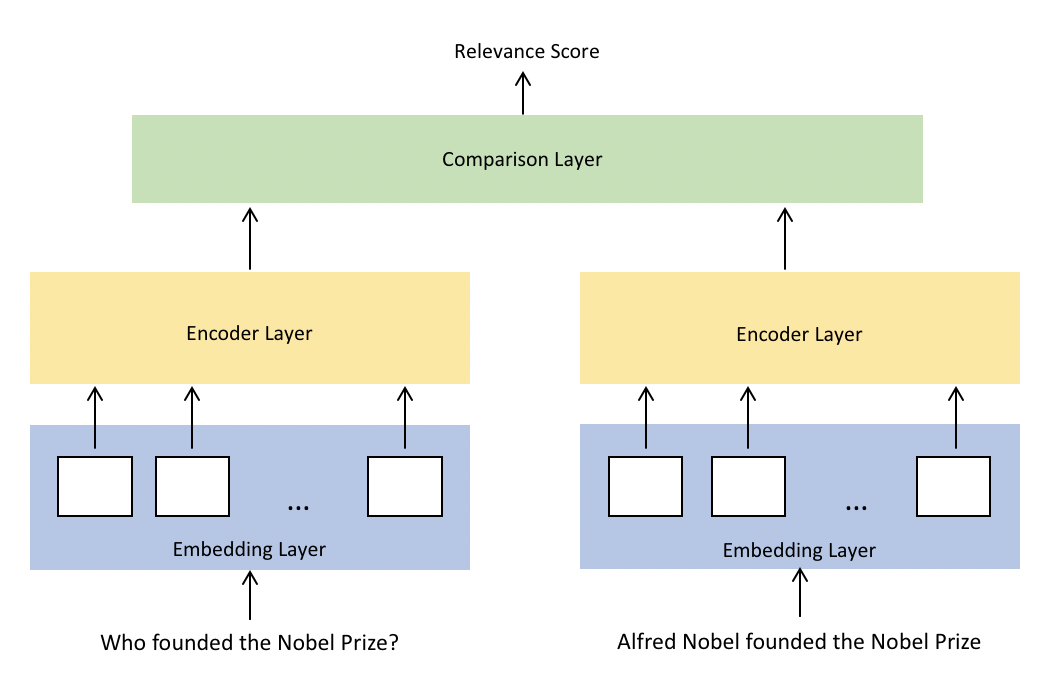 Relevance Score
Comparison Layer
Encoder Layer
Encoder Layer
...
...
Embedding Layer
Embedding Layer
Who founded the Nobel Prize?
Alfred Nobel founded the Nobel Prize